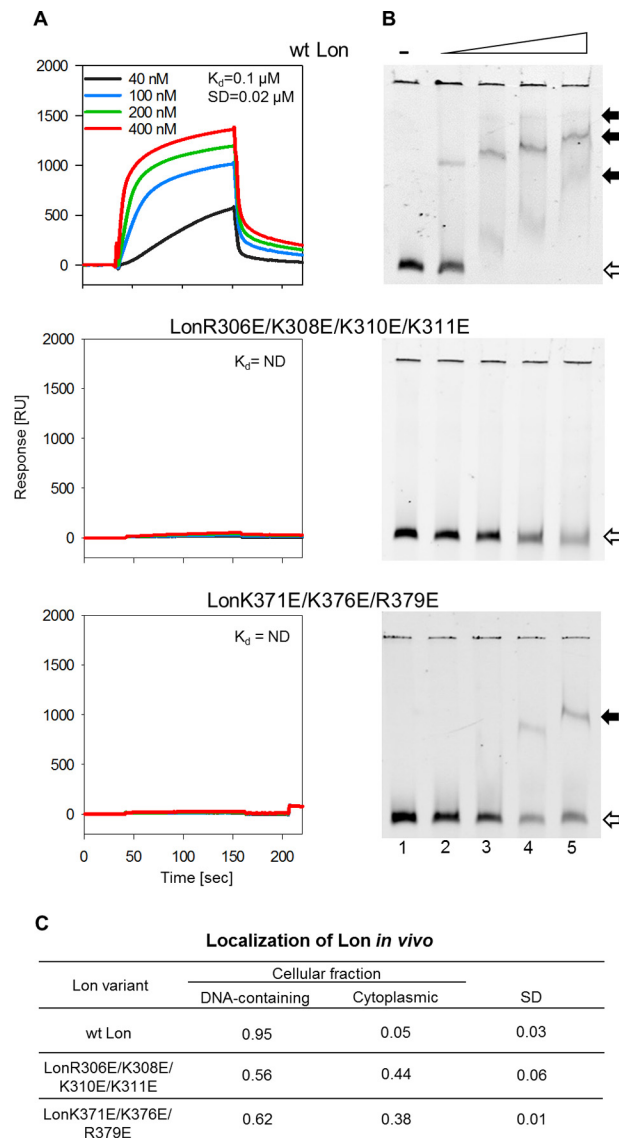 A
B
wt Lon
-
2000
1500
1000
500
0
40 nM
100 nM
200 nM
400 nM
Kd=0.1 µM
SD=0.02 µM
LonR306E/K308E/K310E/K311E
2000
1500
1000
500
0
Kd= ND
Response [RU]
LonK371E/K376E/R379E
2000
1500
1000
500
0
Kd = ND
0 50 100 150 200
Time [sec]
1 2 3 4 5
C
Localization of Lon in vivo
Lon variant Cellular fraction SD
DNA-containing Cytoplasmic
wt Lon 0.95 0.05 0.03
LonR306E/K308E/
K310E/K311E 0.56 0.44 0.06
LonK371E/K376E/
R379E 0.62 0.38 0.01